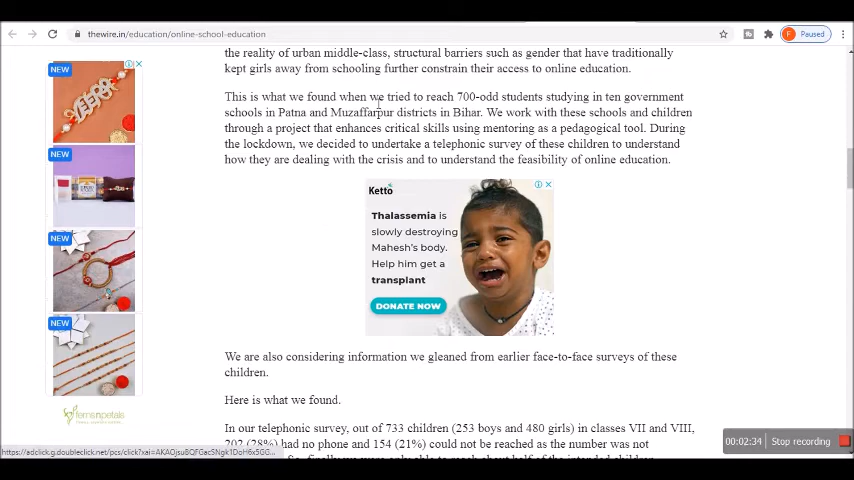 thewire.in/education/online-school-education
F
Paused
the reality of urban middle-class, structural barriers such as gender that have traditionally
kept girls away from schooling further constrain their access to online education.
NEW
This is what we found when we tried to reach 700-odd students studying in ten government
schools in Patna and Muzaffarpur districts in Bihar. We work with these schools and children
through a project that enhances critical skills using mentoring as a pedagogical tool. During
the lockdown, we decided to undertake a telephonic survey of these children to understand
how they are dealing with the crisis and to understand the feasibility of online education.
NEW
Ketto
Thalassemia is
slowly destroying
Mahesh's body.
Help him get a
transplant
DONATE NOW
NEW
NEW
We are also considering information we gleaned from earlier face-to-face surveys of these
children.
Here is what we found.
ferns n petals
In our telephonic survey, out of 733 children (253 boys and 480 girls) in classes VII and VIII,
202 (28%) had no phone and 154 (21%) could not be reached as the number was not
00:02:34 Stop recording